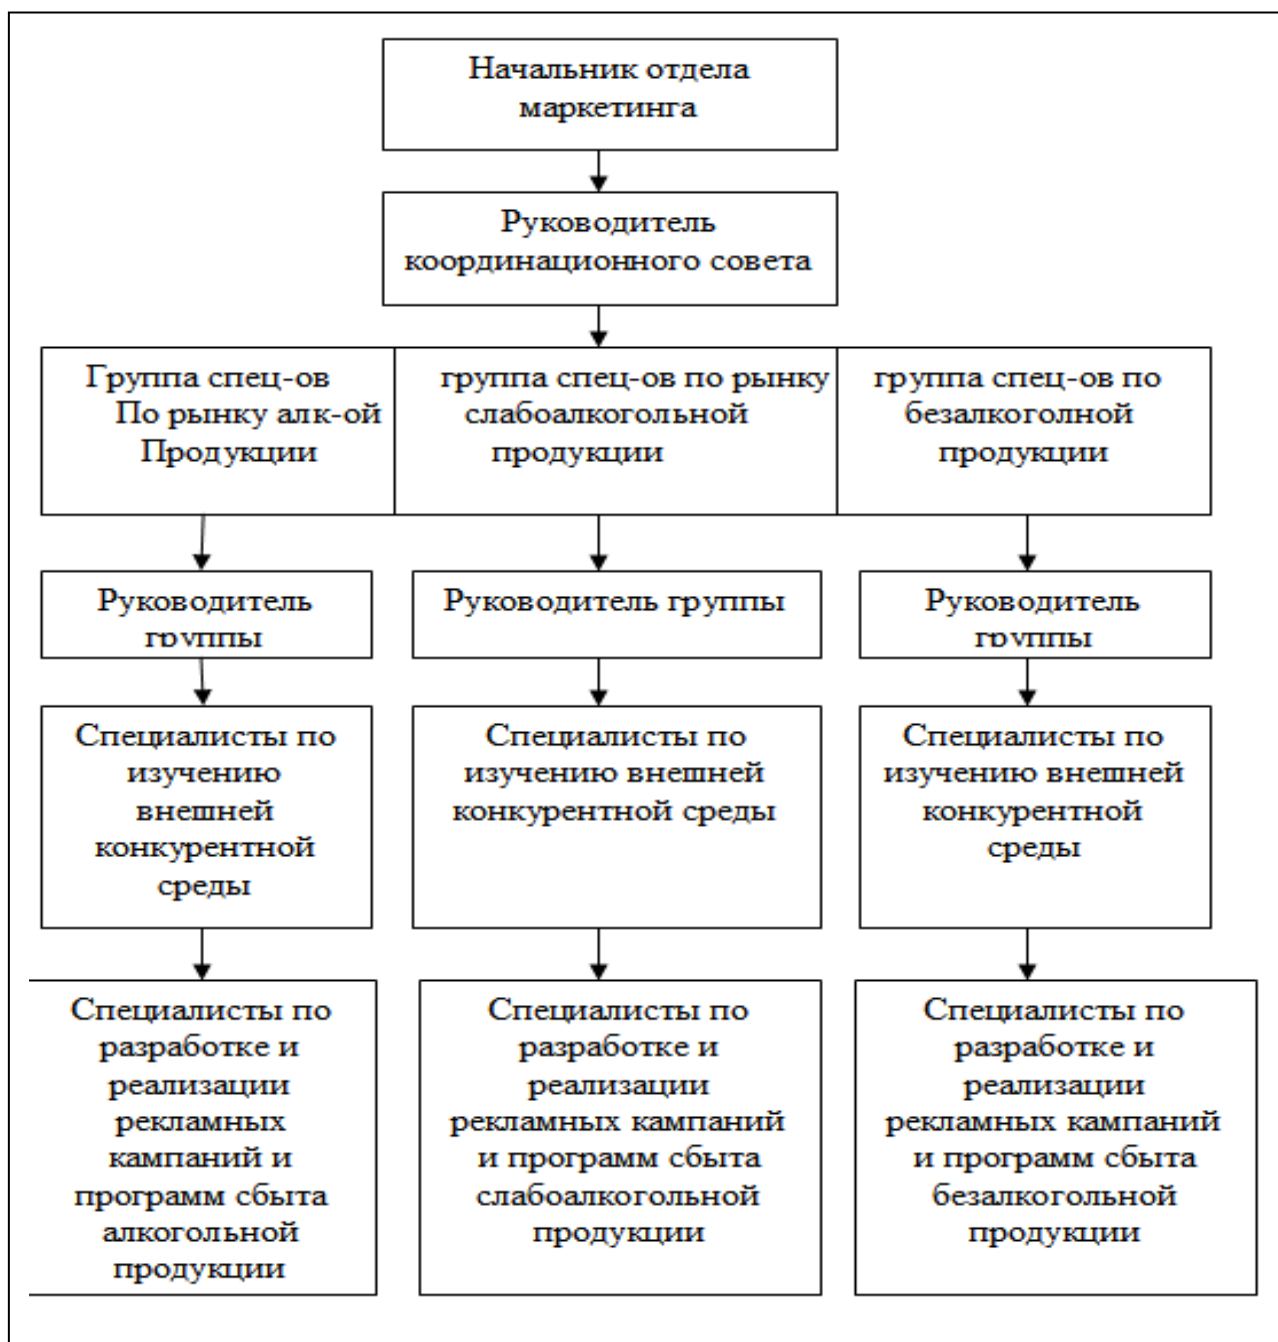 Начальник отдела
маркетинга
Руководитель
координационного совета
Группа спец-ов
По рынку алк-ой
Продукции
группа спец-ов по рынку
слабоалкогольной
продукции
группа спец-ов по
безалкоголной
продукции
Руководитель
группы
Руководитель группы
Руководитель
группы
Специалисты по
изучению
внешней
конкурентной
среды
Специалисты по
изучению внешней
конкурентной среды
Специалисты по
изучению внешней
конкурентной
среды
Специалисты по
разработке и
реализации
рекламных
кампаний и
программ сбыта
алкогольной
продукции
Специалисты по
разработке и
реализации
рекламных кампаний
и программ сбыта
слабоалкогольной
продукции
Специалисты по
разработке и
реализации
рекламных кампаний
и программ сбыта
безалкогольной
продукции